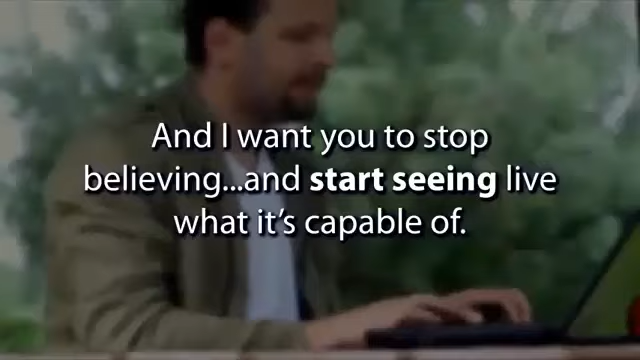 And I want you to stop
believing...and start seeing live
what it's capable of.